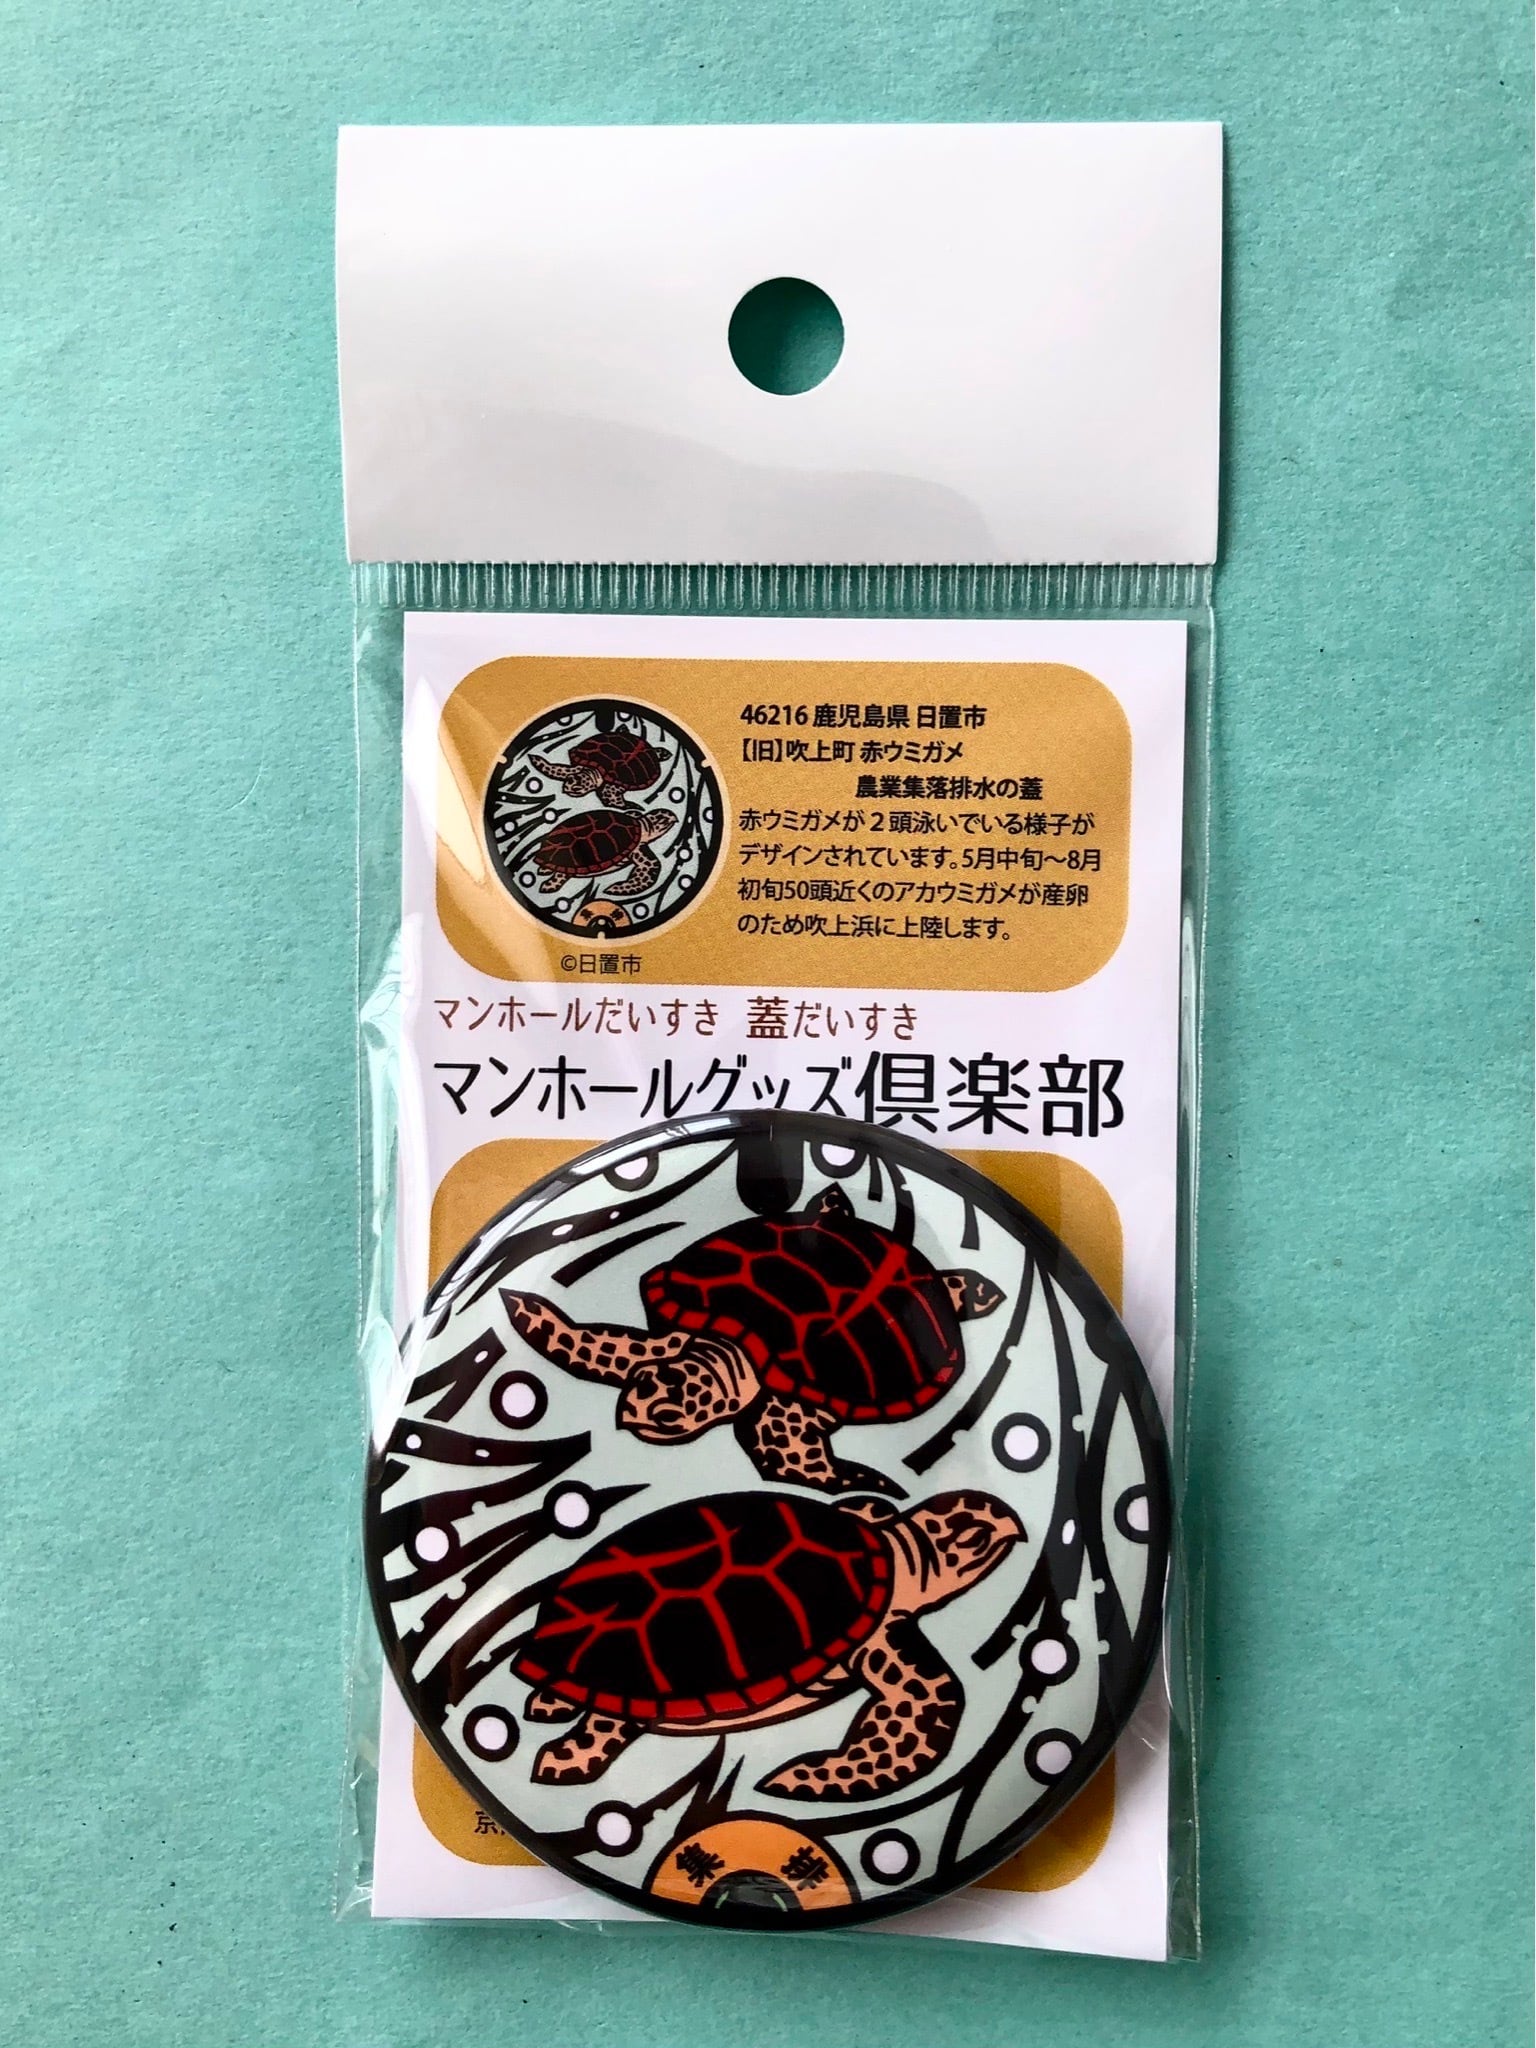 46216 鹿児島県 日置市
【旧】吹上町 赤ウミガメ
農業集落排水の蓋
赤ウミガメが2頭泳いでいる様子が
デザインされています。5月中旬～8月
初旬50頭近くのアカウミガメが産卵
のため吹上浜に上陸します。
集 排
©日置市
マンホールだいすき 蓋だいすき
マンホールグッズ倶楽部
京
集 排